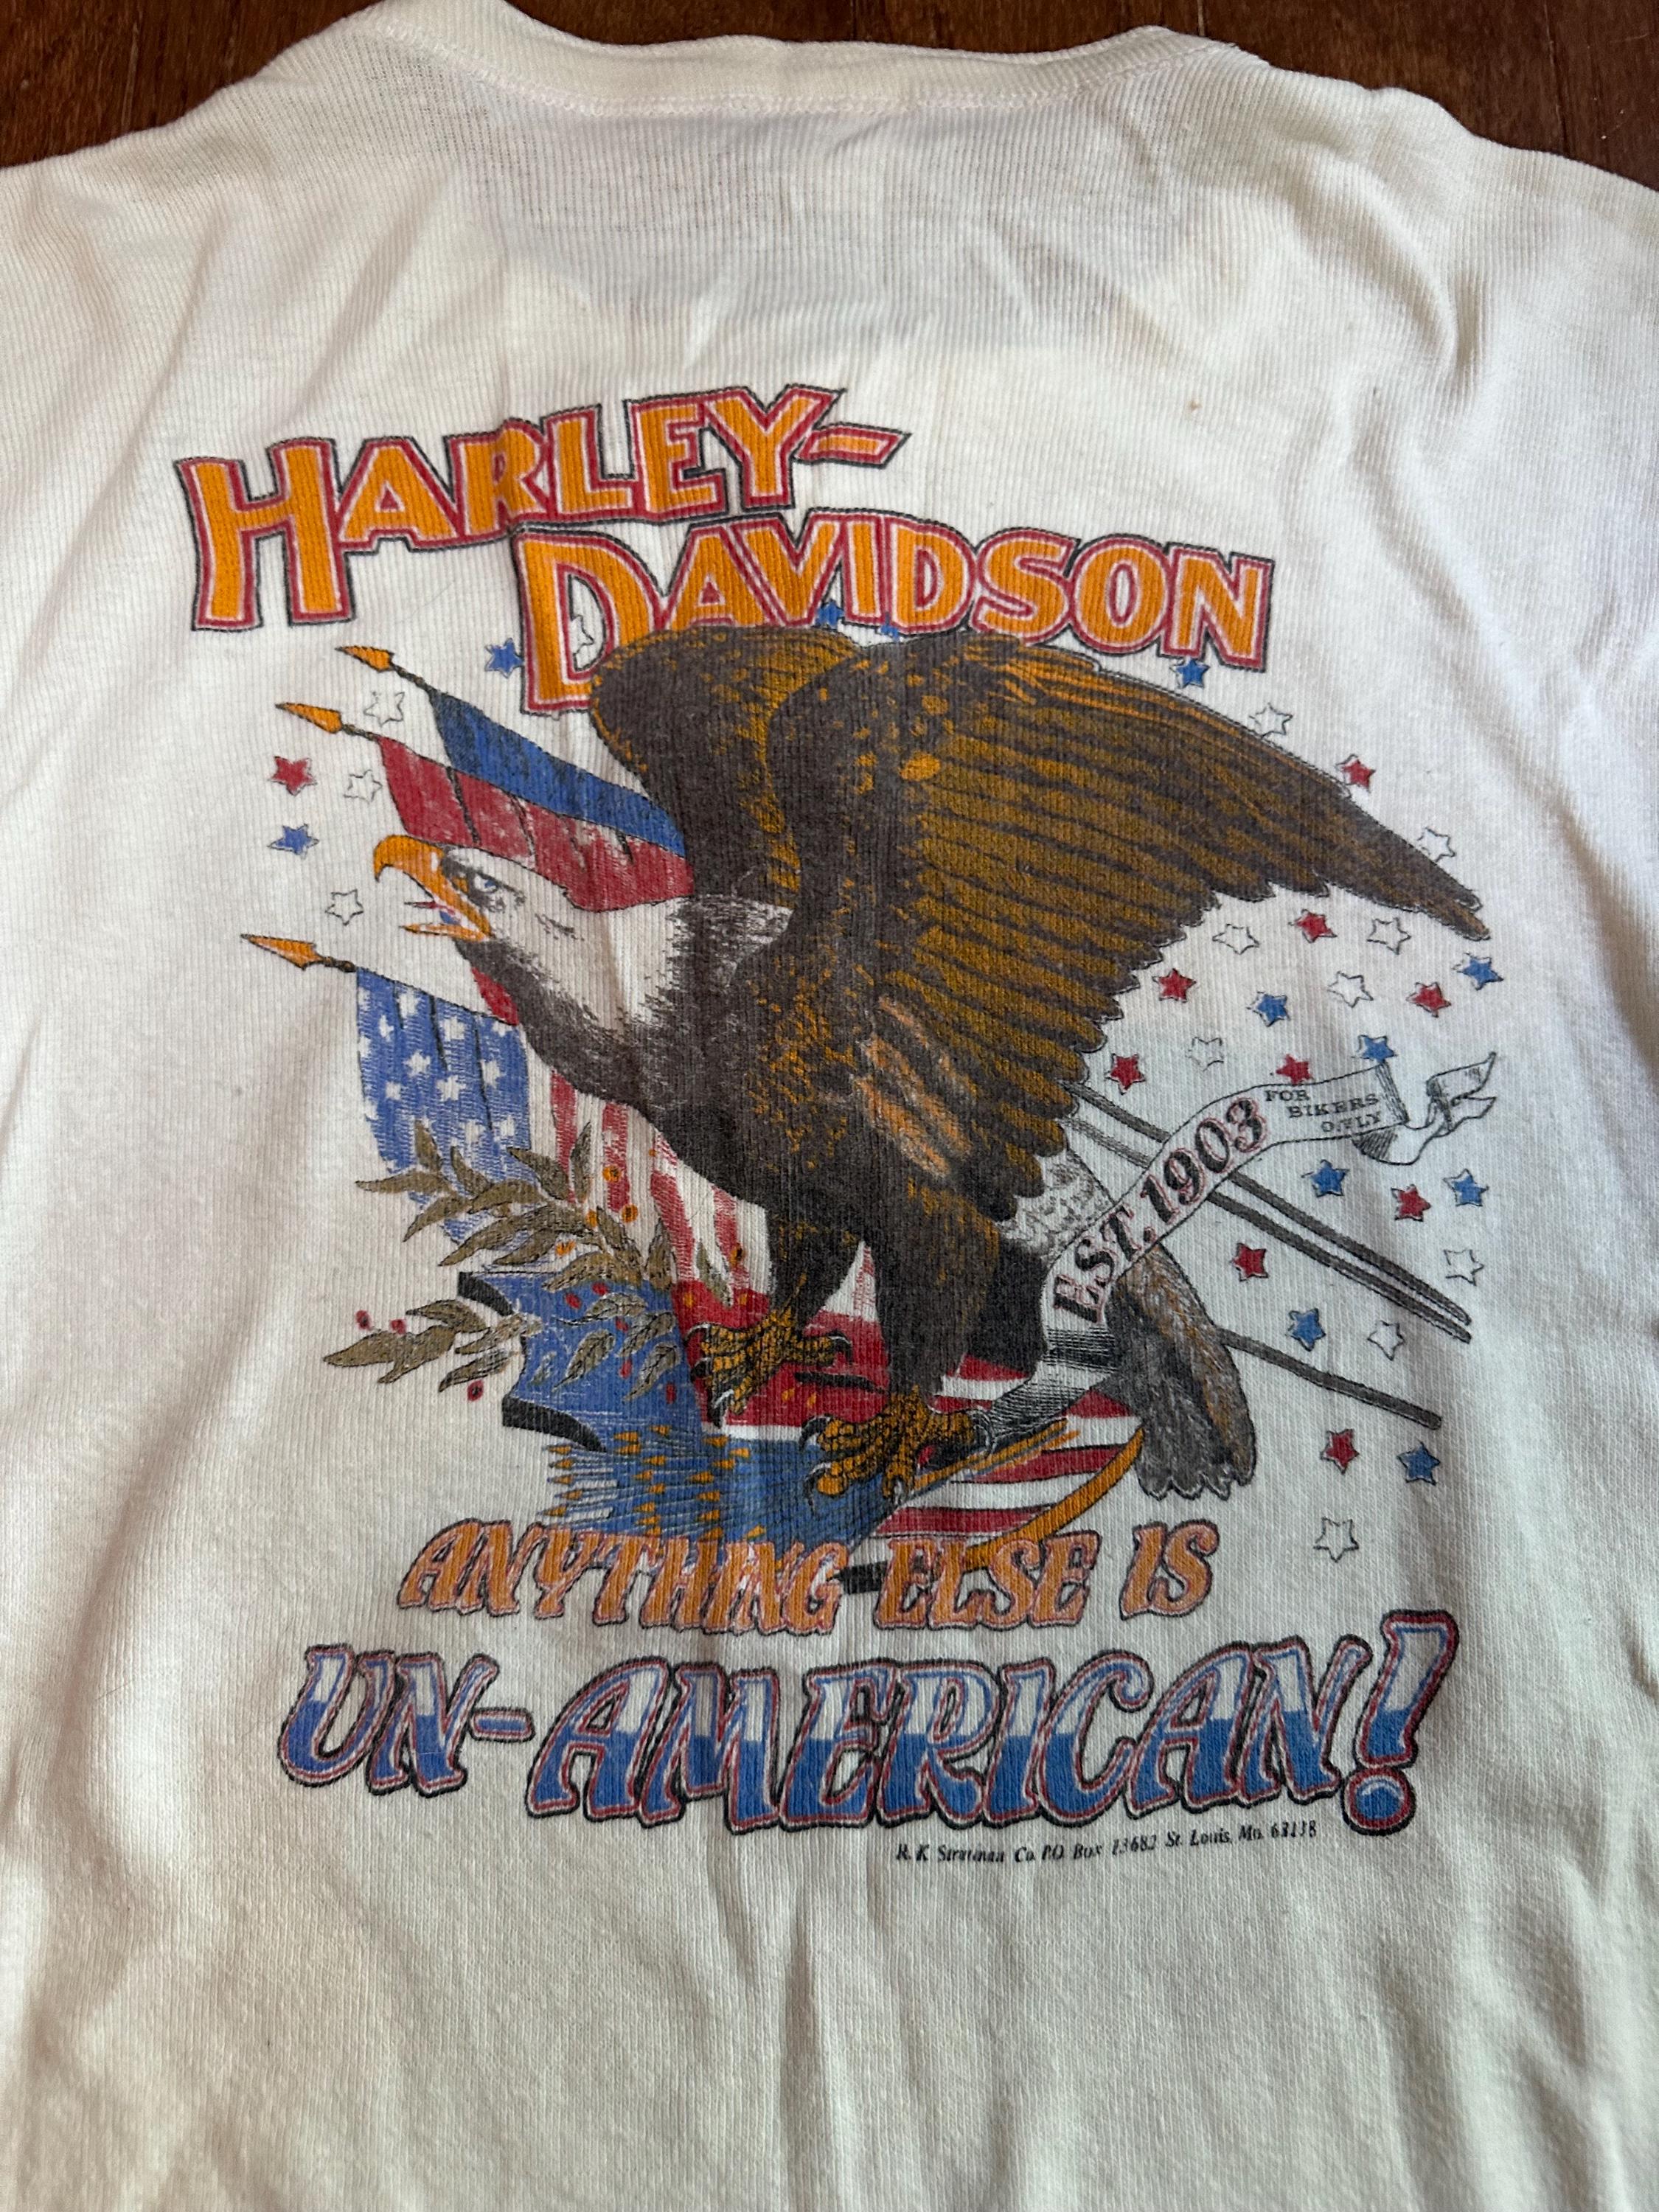 HARLEY-
DAVIDSON
FOR
BIKERS
ONLY
EST. 1903
ANYTHING ELSE IS
UN-AMERICAN!
R. K. Stratman Co. P.O. Box 13682 St. Louis, Mo. 63138